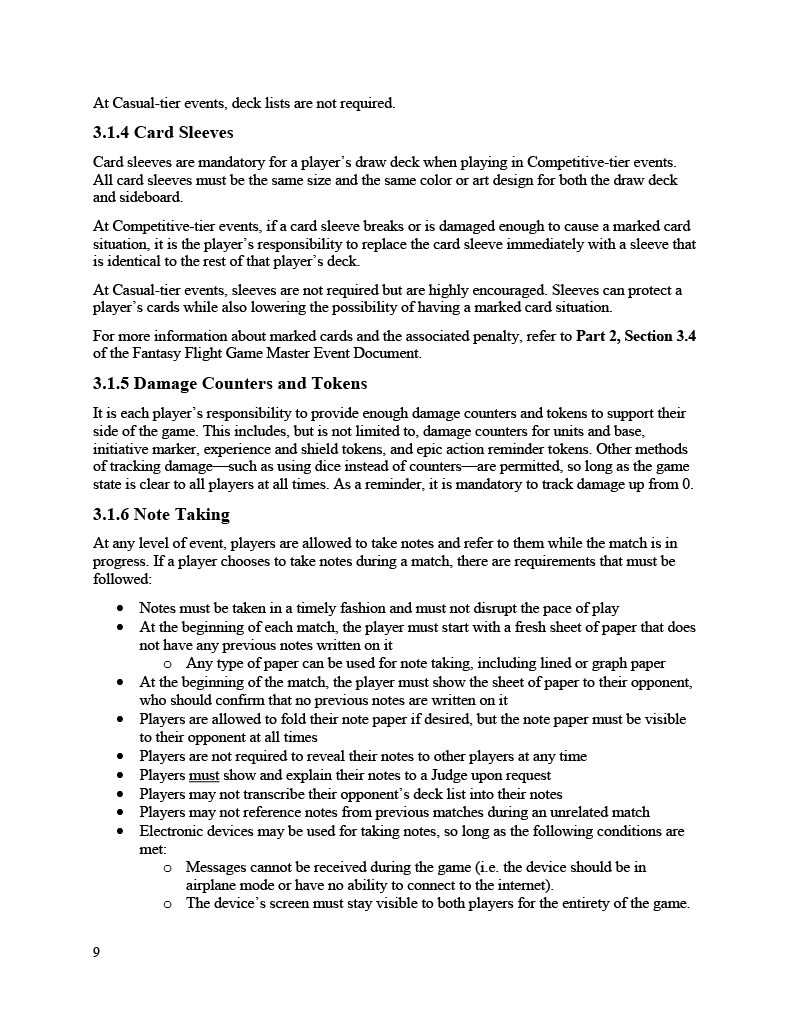 At Casual-tier events, deck lists are not required.
3.1.4 Card Sleeves
Card sleeves are mandatory for a player’s draw deck when playing in Competitive-tier events.
All card sleeves must be the same size and the same color or art design for both the draw deck
and sideboard.
At Competitive-tier events, if a card sleeve breaks or is damaged enough to cause a marked card
situation, it is the player’s responsibility to replace the card sleeve immediately with a sleeve that
is identical to the rest of that player’s deck.
At Casual-tier events, sleeves are not required but are highly encouraged. Sleeves can protect a
player’s cards while also lowering the possibility of having a marked card situation.
For more information about marked cards and the associated penalty, refer to Part 2, Section 3.4
of the Fantasy Flight Game Master Event Document.
3.1.5 Damage Counters and Tokens
It is each player’s responsibility to provide enough damage counters and tokens to support their
side of the game. This includes, but is not limited to, damage counters for units and base,
initiative marker, experience and shield tokens, and epic action reminder tokens. Other methods
of tracking damage—such as using dice instead of counters—are permitted, so long as the game
state is clear to all players at all times. As a reminder, it is mandatory to track damage up from 0.
3.1.6 Note Taking
At any level of event, players are allowed to take notes and refer to them while the match is in
progress. If a player chooses to take notes during a match, there are requirements that must be
followed:
• Notes must be taken in a timely fashion and must not disrupt the pace of play
• At the beginning of each match, the player must start with a fresh sheet of paper that does
not have any previous notes written on it
o Any type of paper can be used for note taking, including lined or graph paper
• At the beginning of the match, the player must show the sheet of paper to their opponent,
who should confirm that no previous notes are written on it
• Players are allowed to fold their note paper if desired, but the note paper must be visible
to their opponent at all times
• Players are not required to reveal their notes to other players at any time
• Players must show and explain their notes to a Judge upon request
• Players may not transcribe their opponent’s deck list into their notes
• Players may not reference notes from previous matches during an unrelated match
• Electronic devices may be used for taking notes, so long as the following conditions are
met:
o Messages cannot be received during the game (i.e. the device should be in
airplane mode or have no ability to connect to the internet).
o The device’s screen must stay visible to both players for the entirety of the game.
9